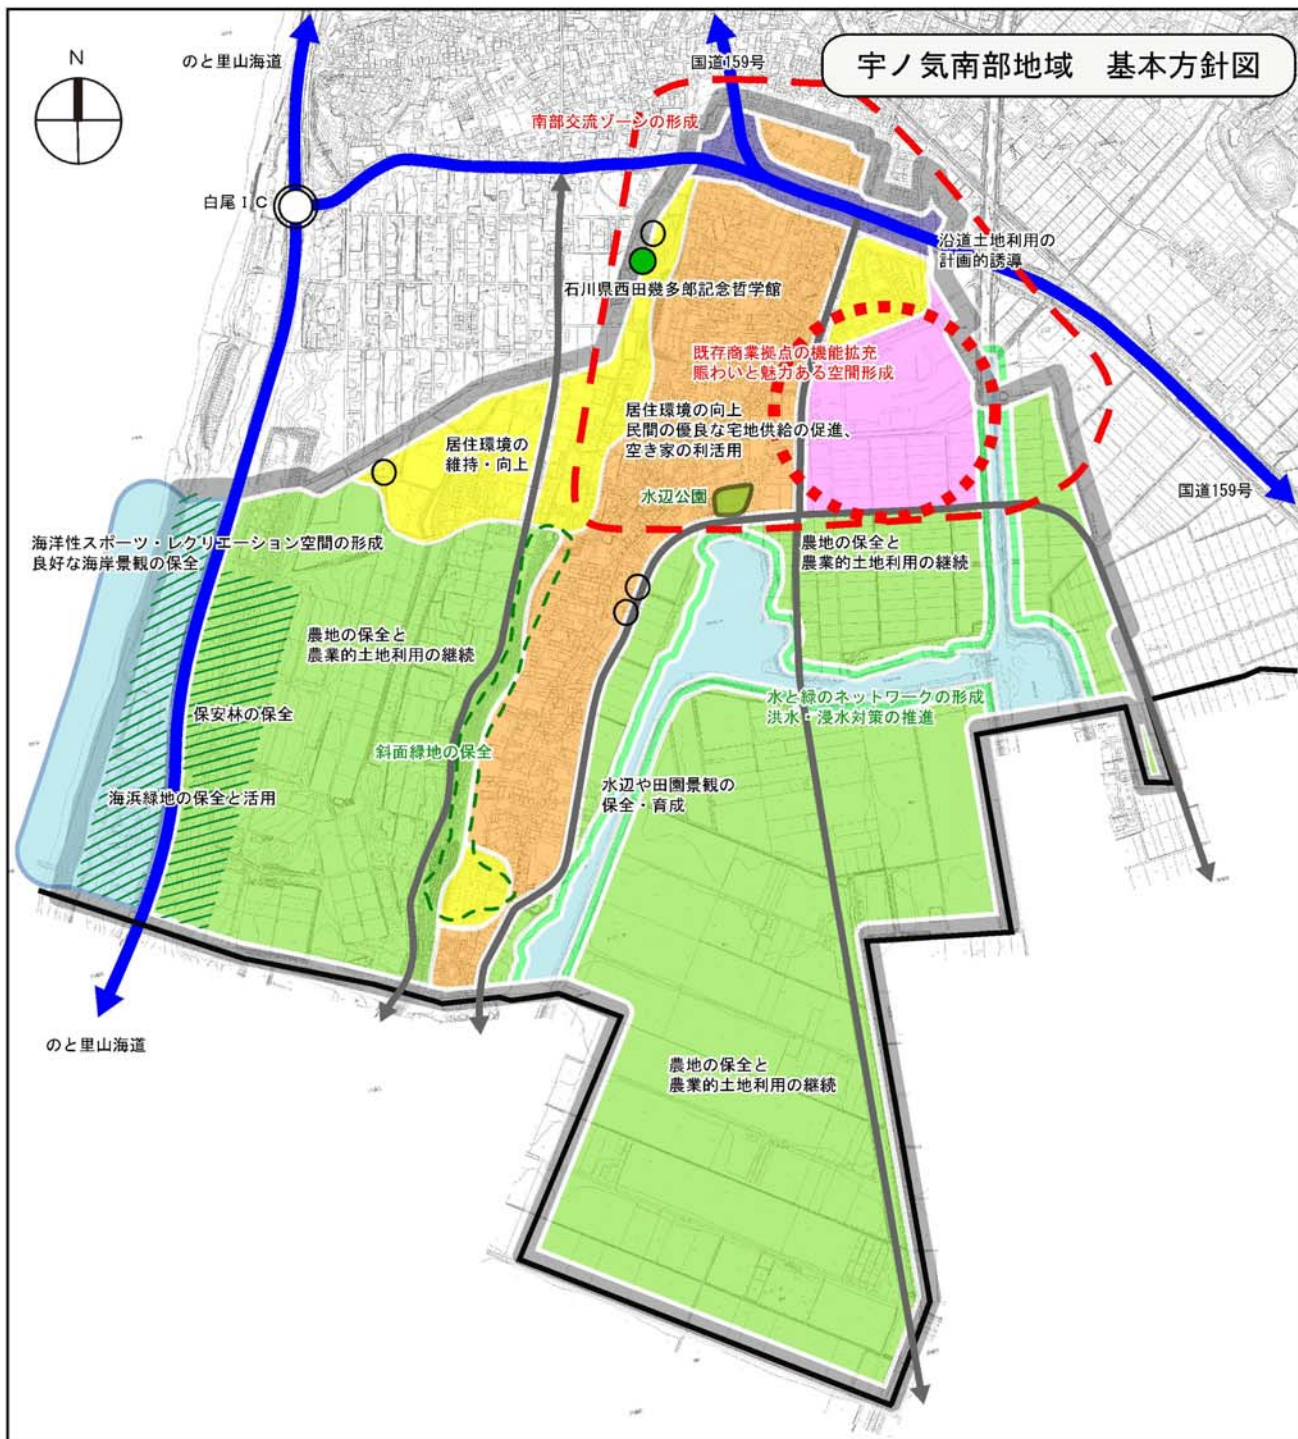 宇ノ気南部地域　基本方針図
N
のと里山海道
国道159号
南部交流ゾーンの形成
白尾ＩＣ
沿道土地利用の
計画的誘導
石川県西田幾多郎記念哲学館
既存商業拠点の機能拡充
賑わいと魅力ある空間形成
居住環境の向上
民間の優良な宅地供給の促進、
空き家の利活用
居住環境の
維持・向上
水辺公園
国道159号
海洋性スポーツ・レクリエーション空間の形成
良好な海岸景観の保全
農地の保全と
農業的土地利用の継続
農地の保全と
農業的土地利用の継続
水と緑のネットワークの形成
洪水・浸水対策の推進
保安林の保全
斜面緑地の保全
水辺や田園景観の
保全・育成
海浜緑地の保全と活用
のと里山海道
農地の保全と
農業的土地利用の継続